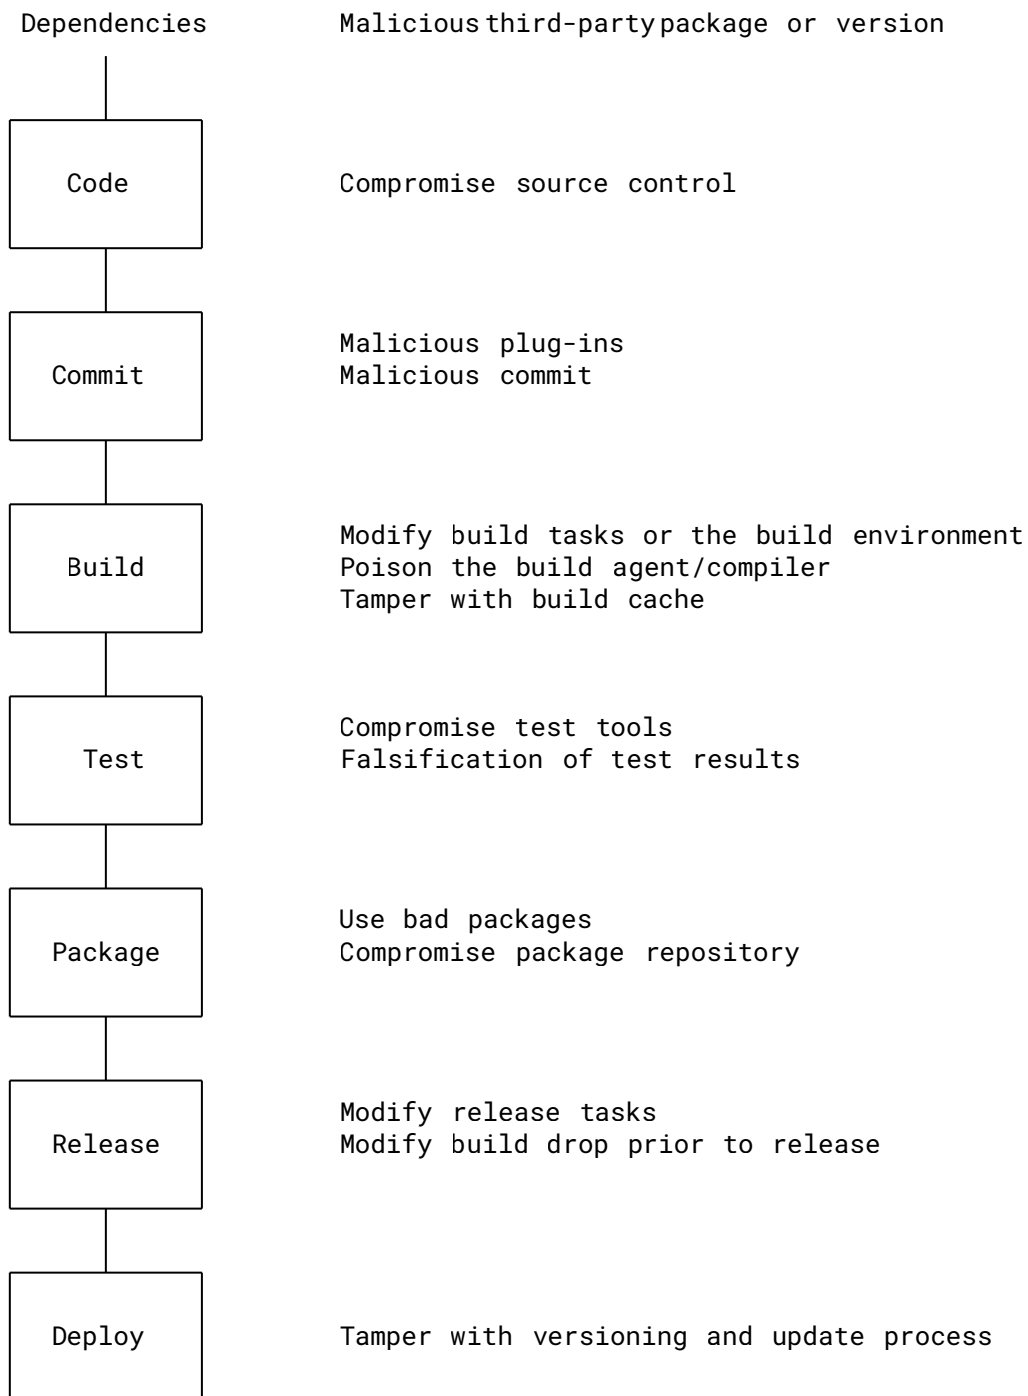 Dependencies
Malicious third-party package or version
Code
Compromise source control
Commit
Malicious plug-ins
Malicious commit
Build
Modify build tasks or the build environment
Poison the build agent/compiler
Tamper with build cache
Test
Compromise test tools
Falsification of test results
Package
Use bad packages
Compromise package repository
Release
Modify release tasks
Modify build drop prior to release
Deploy
Tamper with versioning and update process